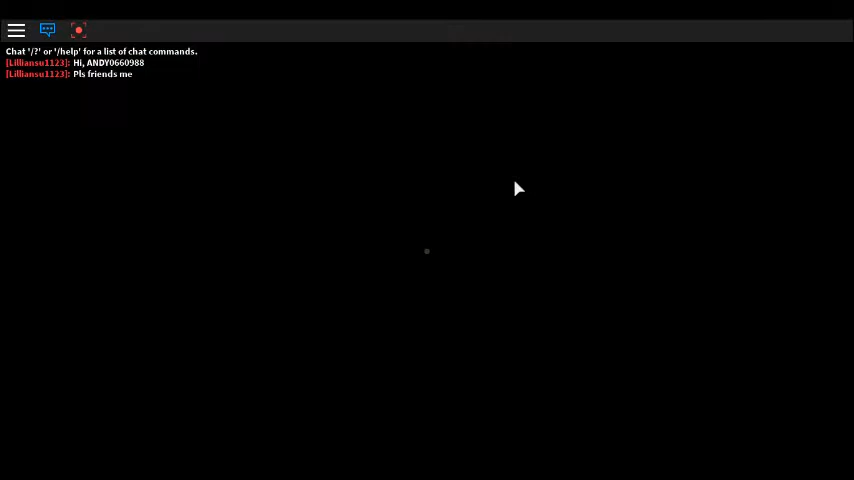 Chat '/?' or '/help' for a list of chat commands.
[Lilliansu1123]: Hi, ANDY0660988
[Lilliansu1123]: Pls friends me